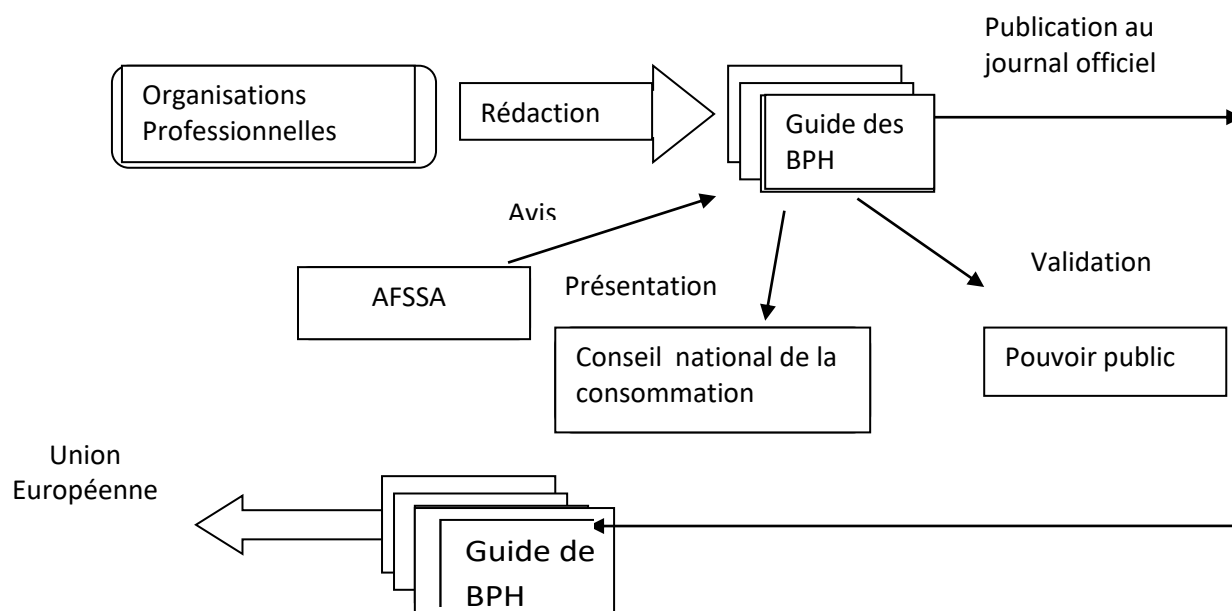 Publication au
journal officiel
Organisations
Professionnelles
Rédaction
Guide des
BPH
Avis
AFSSA
Présentation
Validation
Conseil national de la
consommation
Pouvoir public
Union
Européenne
Guide de
BPH